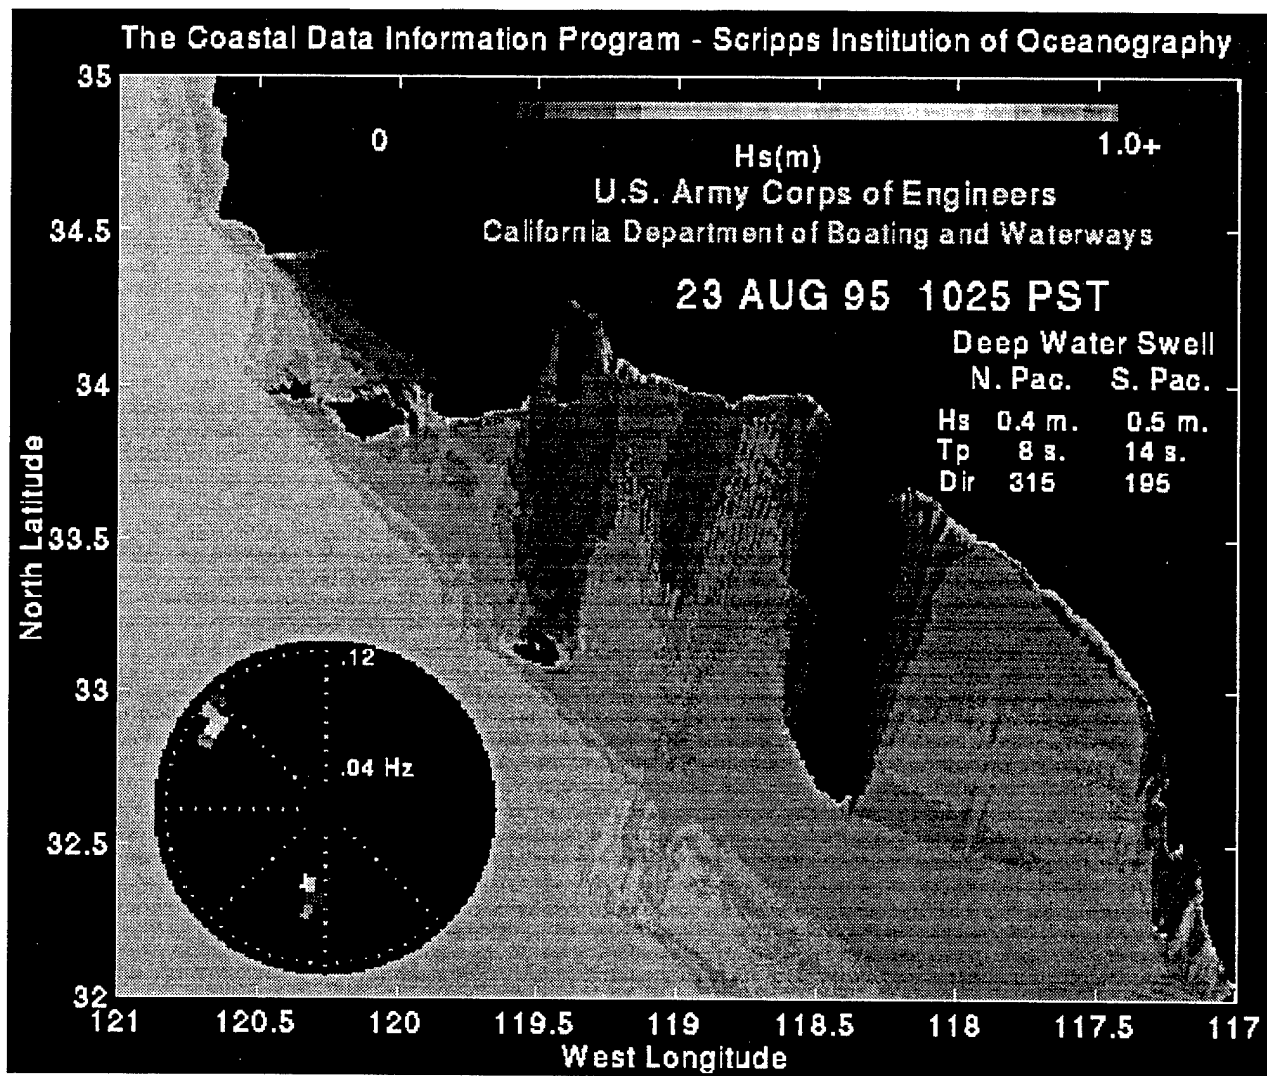 The Coastal Data Information Program - Scripps Institution of Oceanography
35
0 1.0+
Hs(m)
U.S. Army Corps of Engineers
34.5
California Department of Boating and Waterways
23 AUG 95 1025 PST
Deep Water Swell
N. Pac. S. Pac.
34
Hs 0.4 m. 0.5 m.
Tp 8 s. 14 s.
Dir 315 195
North Latitude
33.5
.12
33
.04 Hz
32.5
32
121 120.5 120 119.5 119 118.5 118 117.5 117
West Longitude